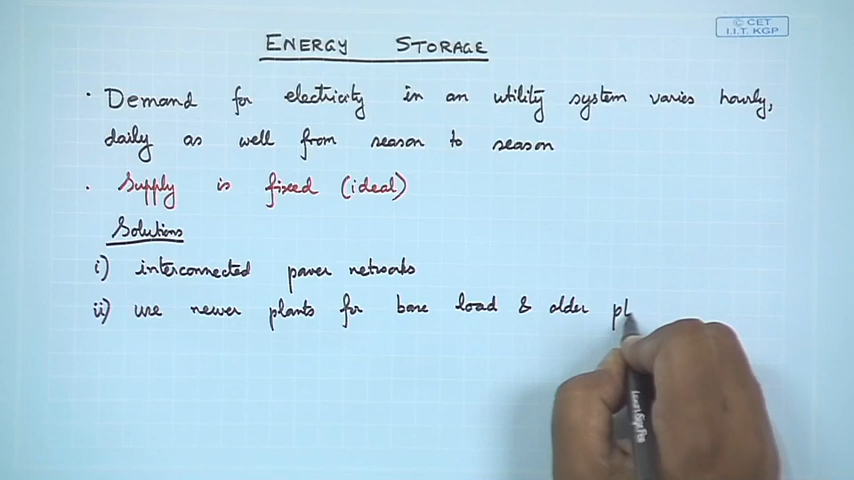 © CET
I.I.T. KGP
ENERGY STORAGE
· Demand for electricity in an utility system varies hourly,
daily as well from season to season
· Supply is fixed (ideal)
Solutions
i) interconnected power networks
ii) use newer plants for base load & older pl